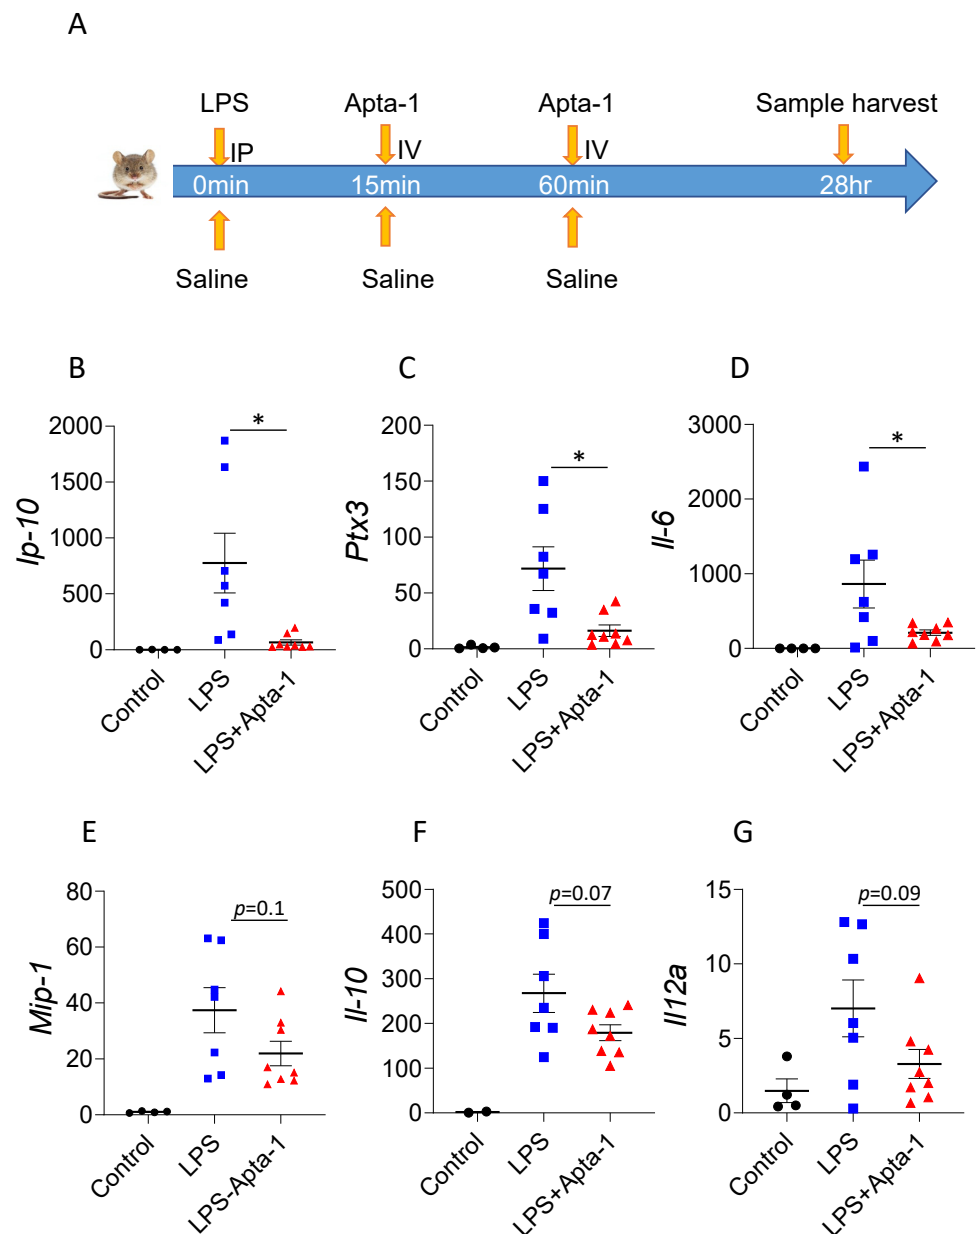 A
LPS Apta-1 Apta-1 Sample harvest
IP IV IV
0min 15min 60min 28hr
Saline Saline Saline
B
Ip-10
2000
1500
1000
500
0
*
Control
LPS
LPS+Apta-1
C
Ptx3
200
150
100
50
0
*
Control
LPS
LPS+Apta-1
D
Il-6
3000
2000
1000
0
*
Control
LPS
LPS+Apta-1
E
Mip-1
80
60
40
20
0
p=0.1
Control
LPS
LPS-Apta-1
F
Il-10
500
400
300
200
100
0
p=0.07
Control
LPS
LPS+Apta-1
G
Il12a
15
10
5
0
p=0.09
Control
LPS
LPS+Apta-1